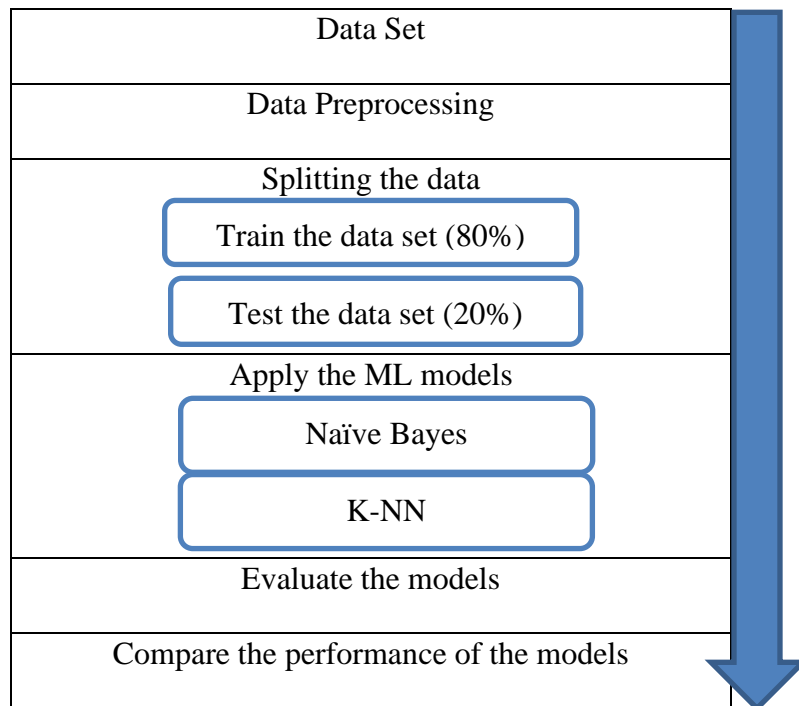 Data Set
Data Preprocessing
Splitting the data
Train the data set (80%)
Test the data set (20%)
Apply the ML models
Naïve Bayes
K-NN
Evaluate the models
Compare the performance of the models